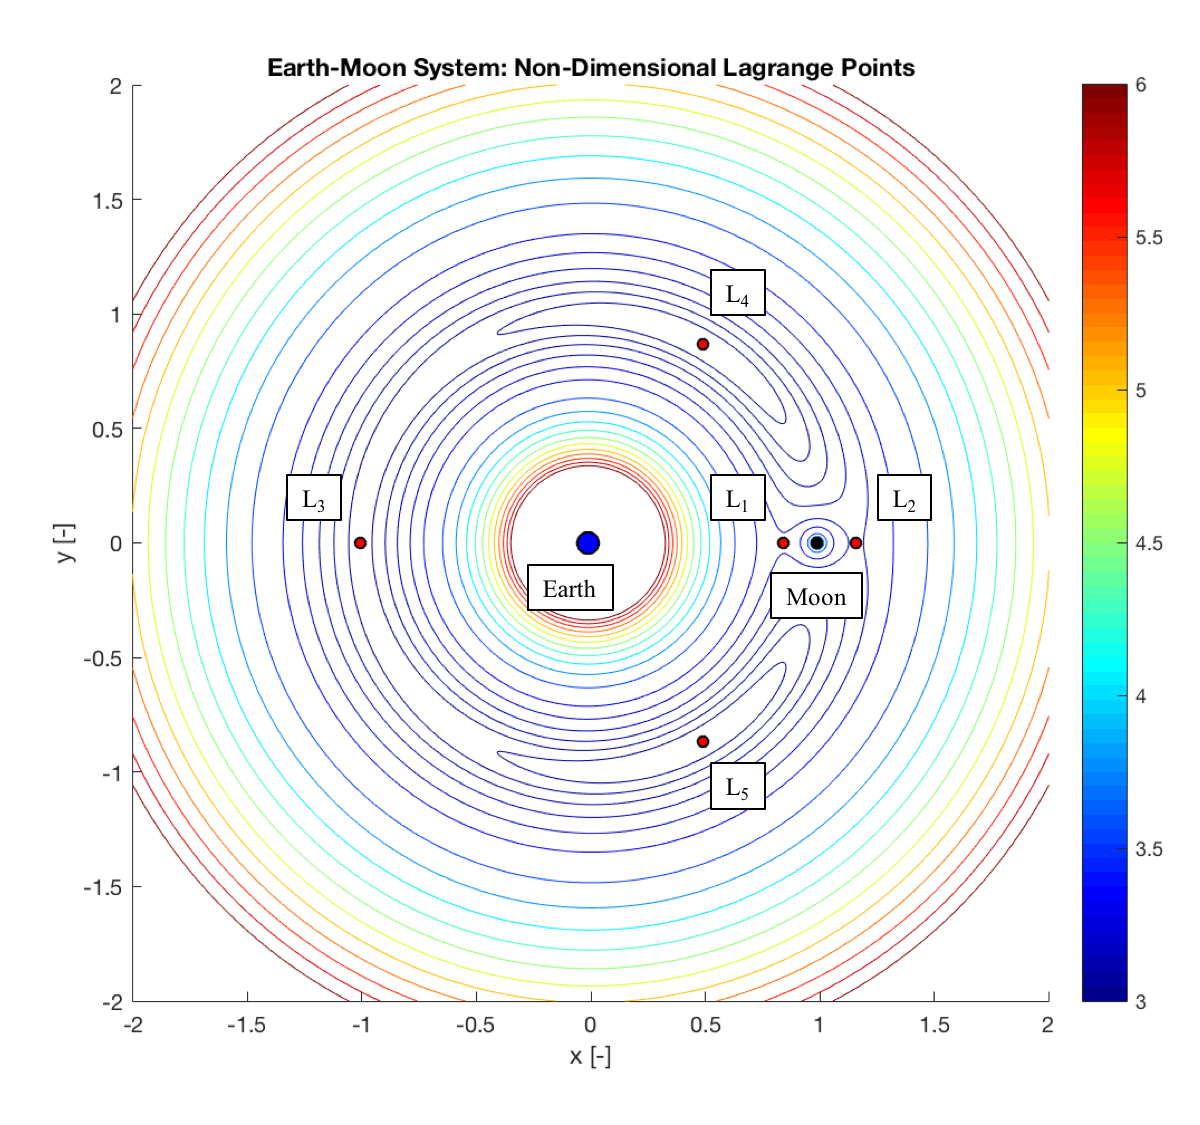 Earth-Moon System: Non-Dimensional Lagrange Points
2
1.5
1
0.5
0
-0.5
-1
-1.5
-2
y [-]
L4
L3
L1
L2
Earth
Moon
L5
-2 -1.5 -1 -0.5 0 0.5 1 1.5 2
x [-]
6
5.5
5
4.5
4
3.5
3